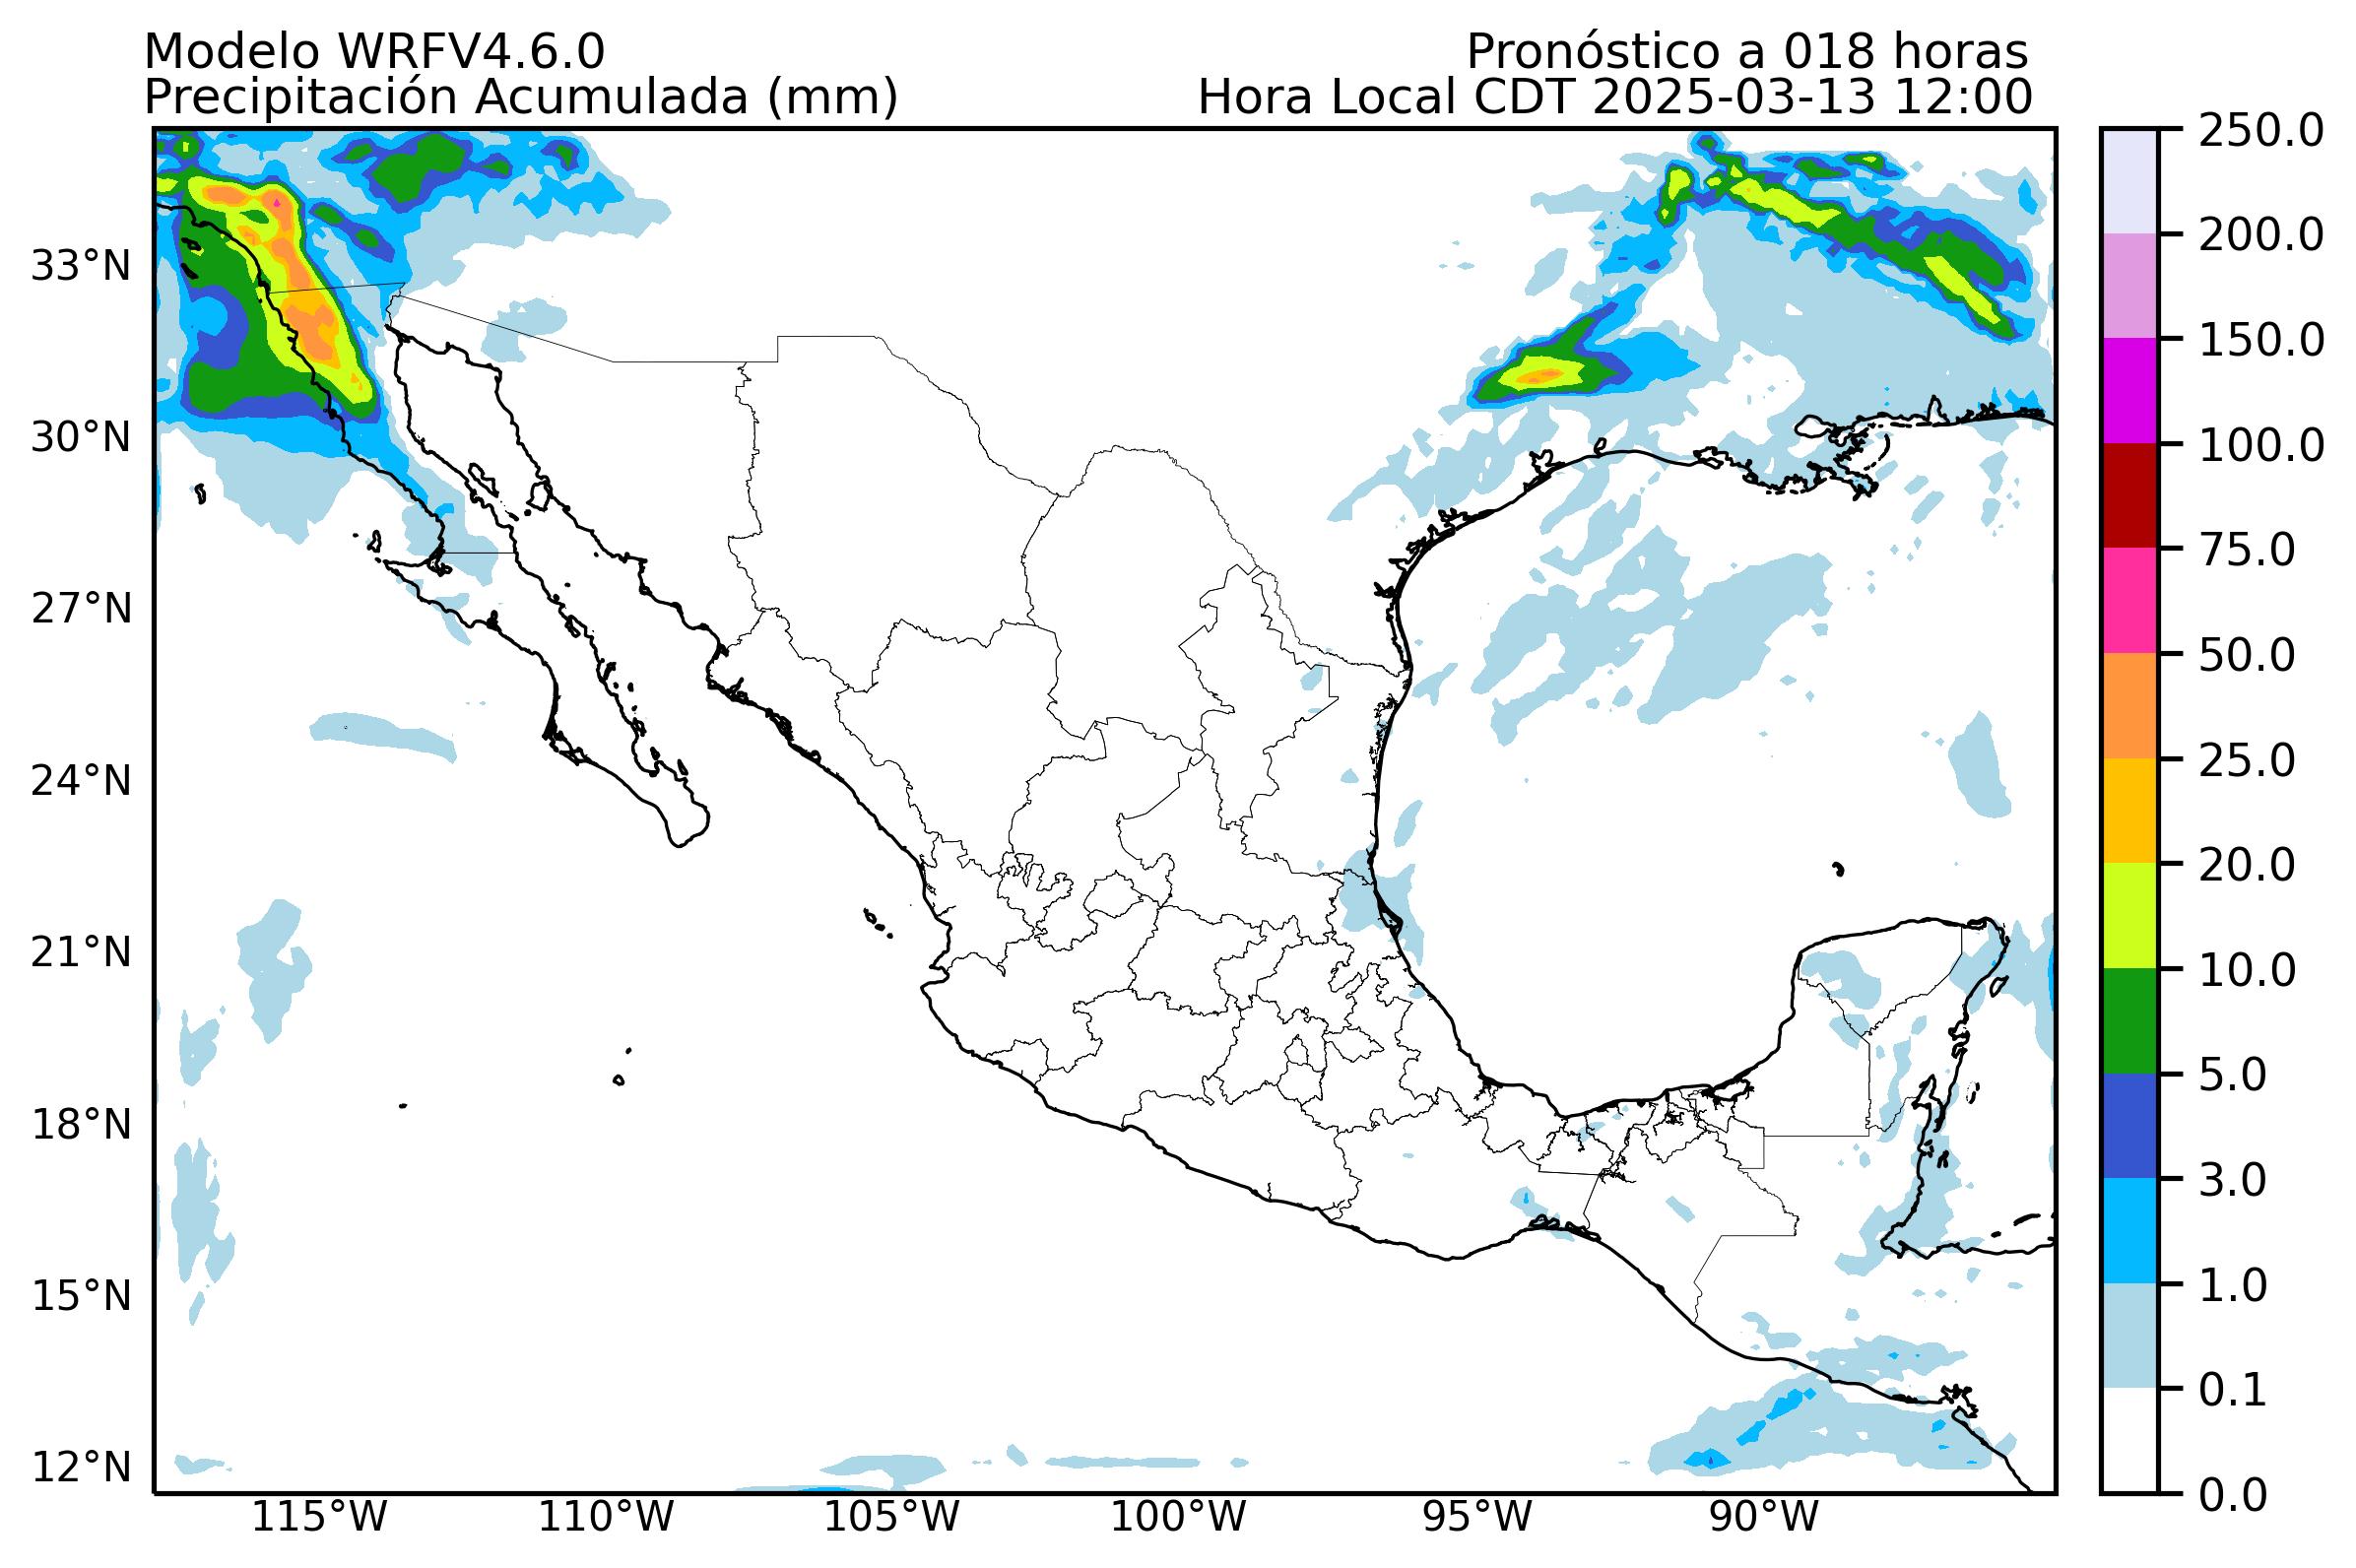 Modelo WRFV4.6.0
Pronóstico a 018 horas
Precipitación Acumulada (mm)
Hora Local CDT 2025-03-13 12:00
33°N
30°N
27°N
24°N
21°N
18°N
15°N
12°N
115°W
110°W
105°W
100°W
95°W
90°W
250.0
200.0
150.0
100.0
75.0
50.0
25.0
20.0
10.0
5.0
3.0
1.0
0.1
0.0